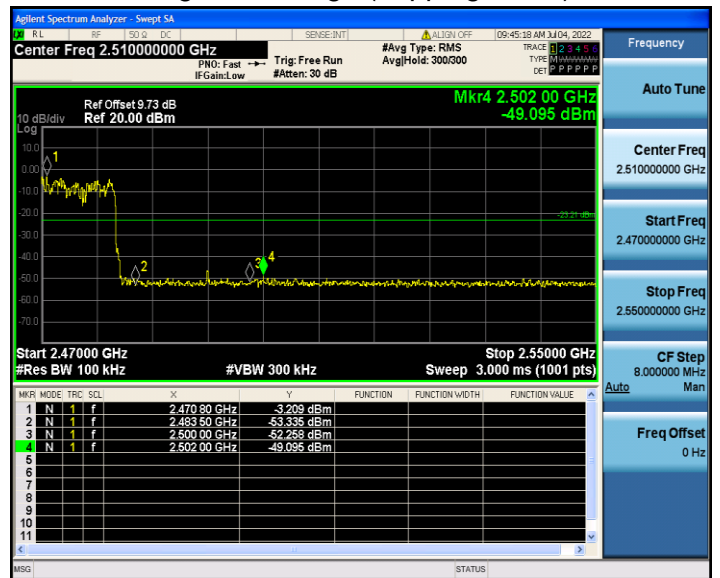 Agilent Spectrum Analyzer - Swept SA
LXI RL RF 50 Ω DC SENSE:INT ALIGN OFF 09:45:18 AM Jul 04, 2022
Center Freq 2.510000000 GHz #Avg Type: RMS TRACE 1 2 3 4 5 6
PNO: Fast Trig: Free Run Avg|Hold: 300/300 TYPE M
IFGain:Low #Atten: 30 dB DET P P P P P P
Frequency
Auto Tune
Center Freq
2.510000000 GHz
Start Freq
2.470000000 GHz
Stop Freq
2.550000000 GHz
CF Step
8.000000 MHz
Auto Man
Freq Offset
0 Hz
Ref Offset 9.73 dB Mkr4 2.502 00 GHz
10 dB/div Ref 20.00 dBm -49.095 dBm
Log
10.0
0.00
-10.0
-20.0
-30.0
-40.0
-50.0
-60.0
-70.0
1
2
3
4
-23.21 dBm
Start 2.47000 GHz Stop 2.55000 GHz
#Res BW 100 kHz #VBW 300 kHz Sweep 3.000 ms (1001 pts)
MKR MODE TRC SCL X Y FUNCTION FUNCTION WIDTH FUNCTION VALUE
1 N 1 f 2.470 80 GHz -3.209 dBm
2 N 1 f 2.483 50 GHz -53.335 dBm
3 N 1 f 2.500 00 GHz -52.258 dBm
4 N 1 f 2.502 00 GHz -49.095 dBm
5
6
7
8
9
10
11
MSG STATUS